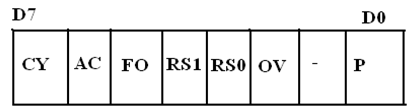 D7 D0
CY AC FO RS1 RS0 OV - P